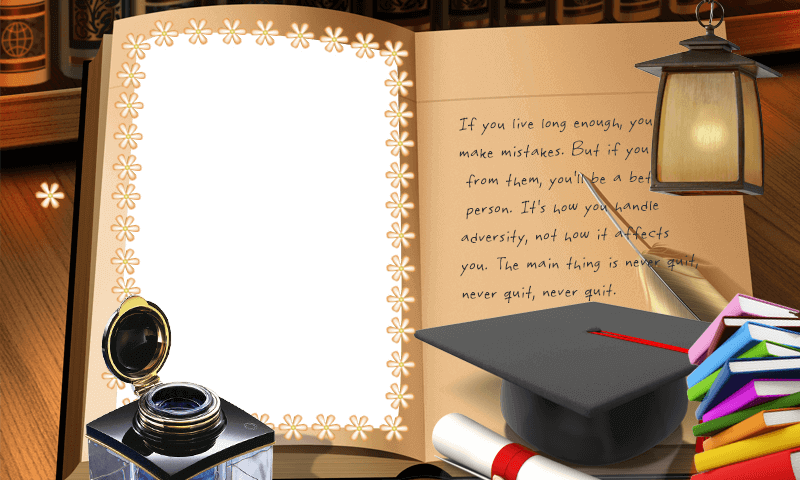 If you live long enough, you
make mistakes. But if you
from them, you'll be a bet
person. It's how you handle
adversity, not how it affects
you. The main thing is never quit,
never quit, never quit.